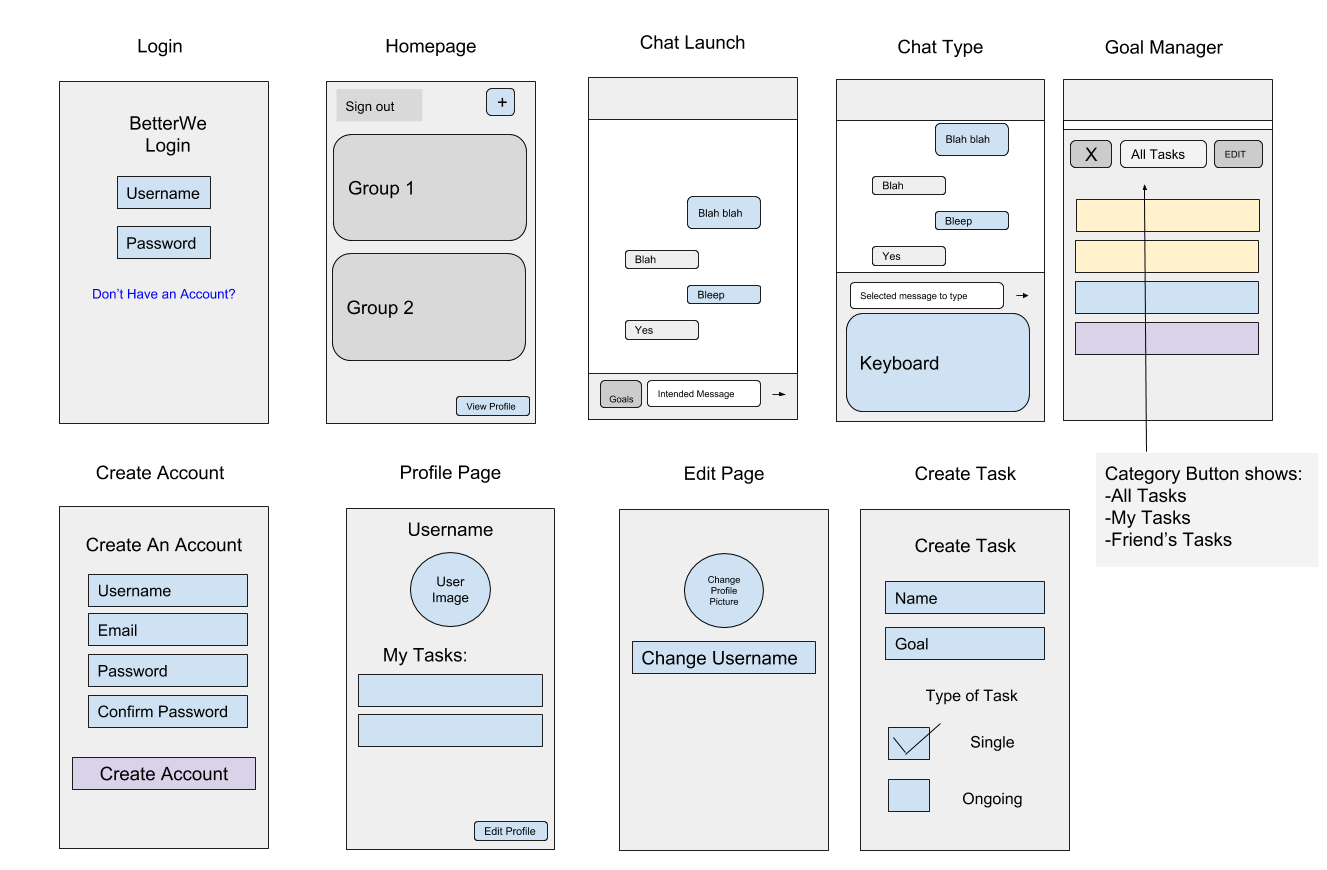 Login
BetterWe
Login
Username
Password
Don't Have an Account?
Homepage
Sign out
+
Group 1
Group 2
View Profile
Chat Launch
Blah blah
Blah
Bleep
Yes
Goals
Intended Message
Chat Type
Blah blah
Blah
Bleep
Yes
Selected message to type
Keyboard
Goal Manager
X
All Tasks
EDIT
Category Button shows:
-All Tasks
-My Tasks
-Friend's Tasks
Create Account
Create An Account
Username
Email
Password
Confirm Password
Create Account
Profile Page
Username
User
Image
My Tasks:
Edit Profile
Edit Page
Change
Profile
Picture
Change Username
Create Task
Create Task
Name
Goal
Type of Task
Single
Ongoing